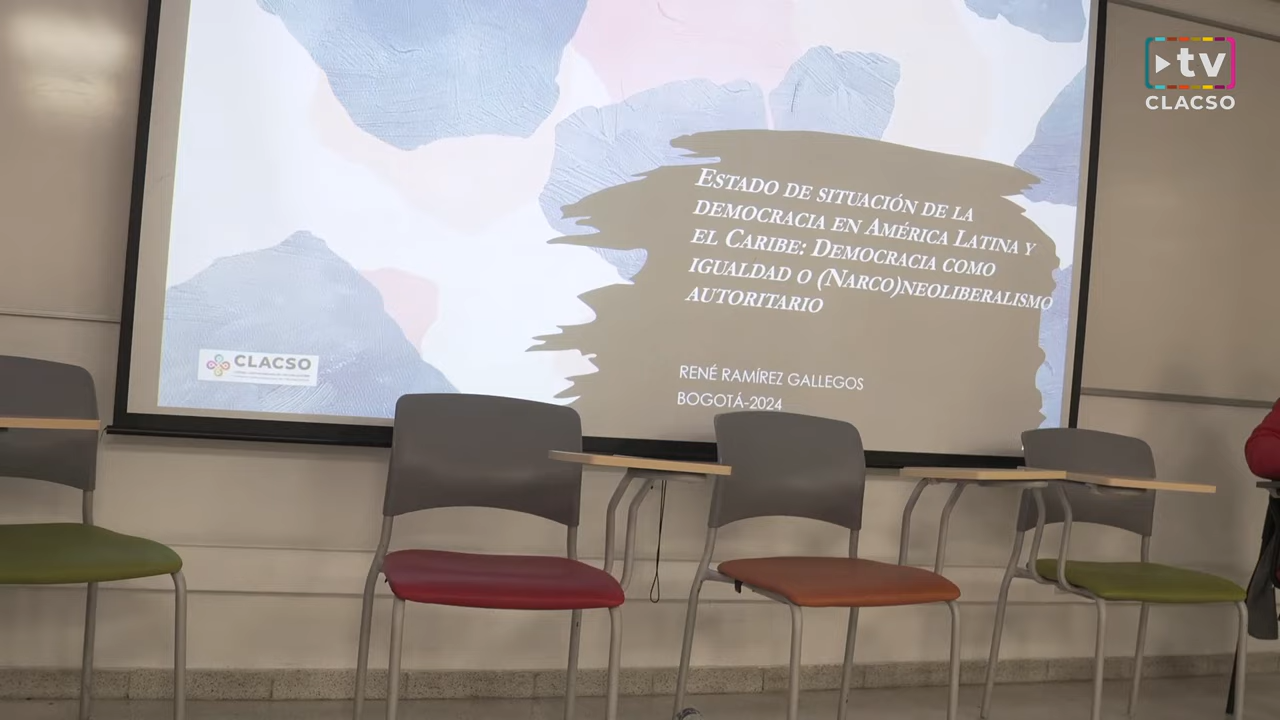 tv
CLACSO
ESTADO DE SITUACIÓN DE LA
DEMOCRACIA EN AMÉRICA LATINA Y
EL CARIBE: DEMOCRACIA COMO
IGUALDAD O (NARCO)NEOLIBERALISMO
AUTORITARIO
RENÉ RAMÍREZ GALLEGOS
BOGOTÁ-2024
CLACSO